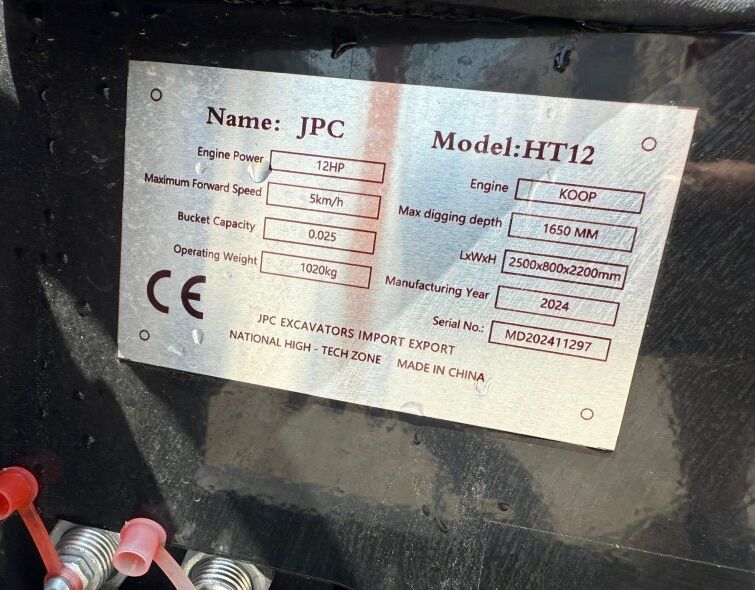 Name: JPC
Engine Power 12HP
Maximum Forward Speed 5km/h
Bucket Capacity 0.025
Operating Weight 1020kg
CE
Model:HT12
Engine KOOP
Max digging depth 1650 MM
LxWxH 2500x800x2200mm
Manufacturing Year 2024
Serial No.: MD202411297
JPC EXCAVATORS IMPORT EXPORT
NATIONAL HIGH - TECH ZONE MADE IN CHINA